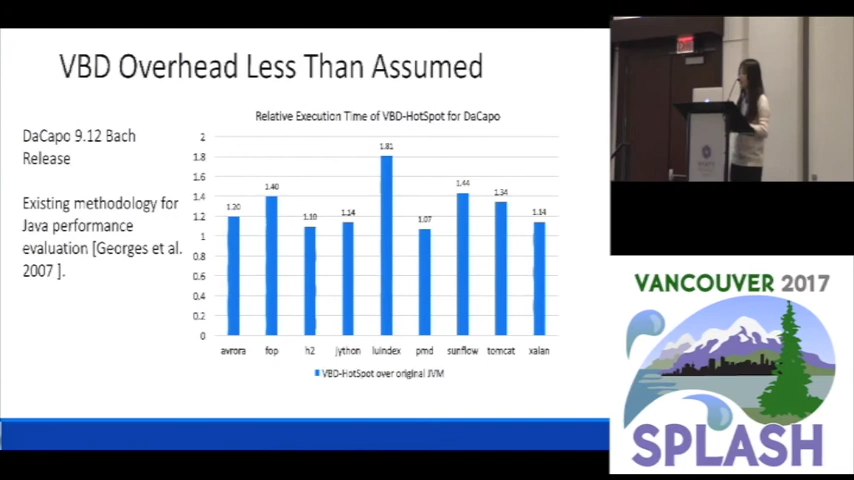 VBD Overhead Less Than Assumed
DaCapo 9.12 Bach
Release
Existing methodology for
Java performance
evaluation [Georges et al.
2007 ].
Relative Execution Time of VBD-HotSpot for DaCapo
2
1.8
1.6
1.4
1.2
1
0.8
0.6
0.4
0.2
0
1.20
1.40
1.10
1.14
1.81
1.07
1.44
1.34
1.14
avrora
fop
h2
jython
luindex
pmd
sunflow
tomcat
xalan
VBD-HotSpot over original JVM
VANCOUVER 2017
SPLASH